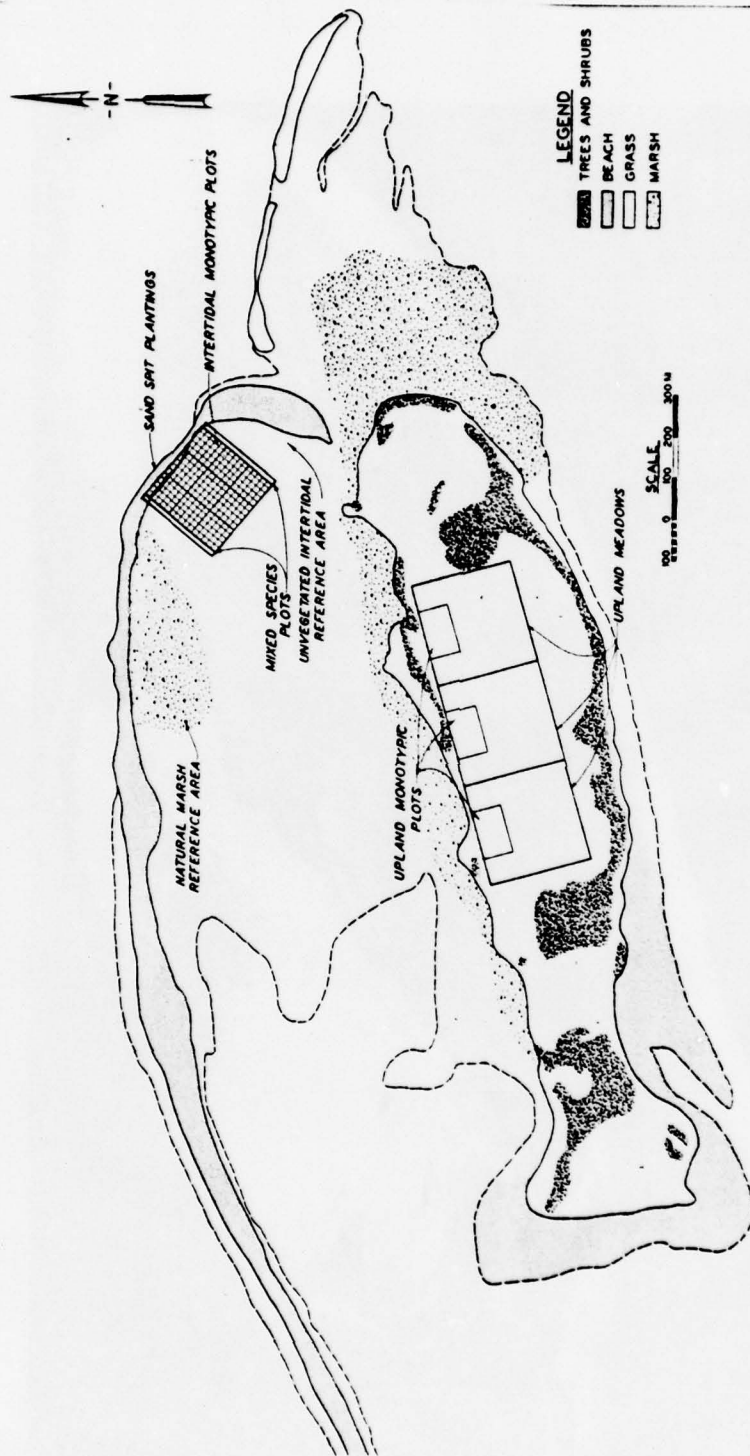 -N-
SAND SPIT PLANTINGS
INTERTIDAL MONOTYPIC PLOTS
MIXED SPECIES
PLOTS
UNVEGETATED INTERTIDAL
REFERENCE AREA
NATURAL MARSH
REFERENCE AREA
UPLAND MONOTYPIC
PLOTS
UPLAND MEADOWS
LEGEND
TREES AND SHRUBS
BEACH
GRASS
MARSH
SCALE
100 0 100 200 300 M